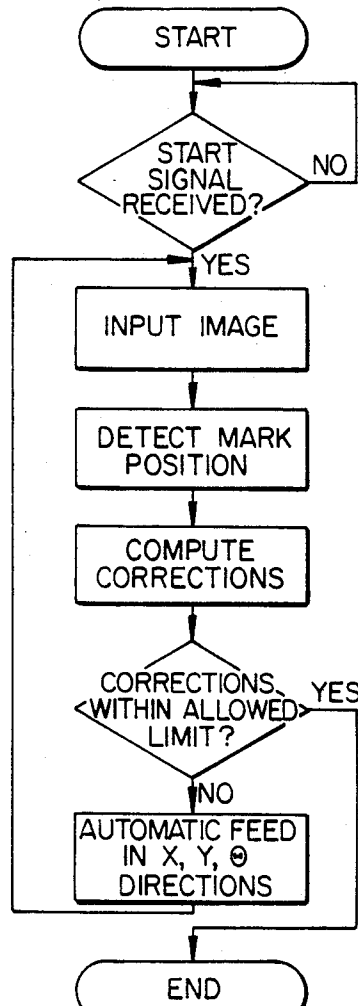 START
START
SIGNAL
RECEIVED?
NO
YES
INPUT IMAGE
DETECT MARK
POSITION
COMPUTE
CORRECTIONS
CORRECTIONS
WITHIN ALLOWED
LIMIT?
YES
NO
AUTOMATIC FEED
IN X, Y, Θ
DIRECTIONS
END